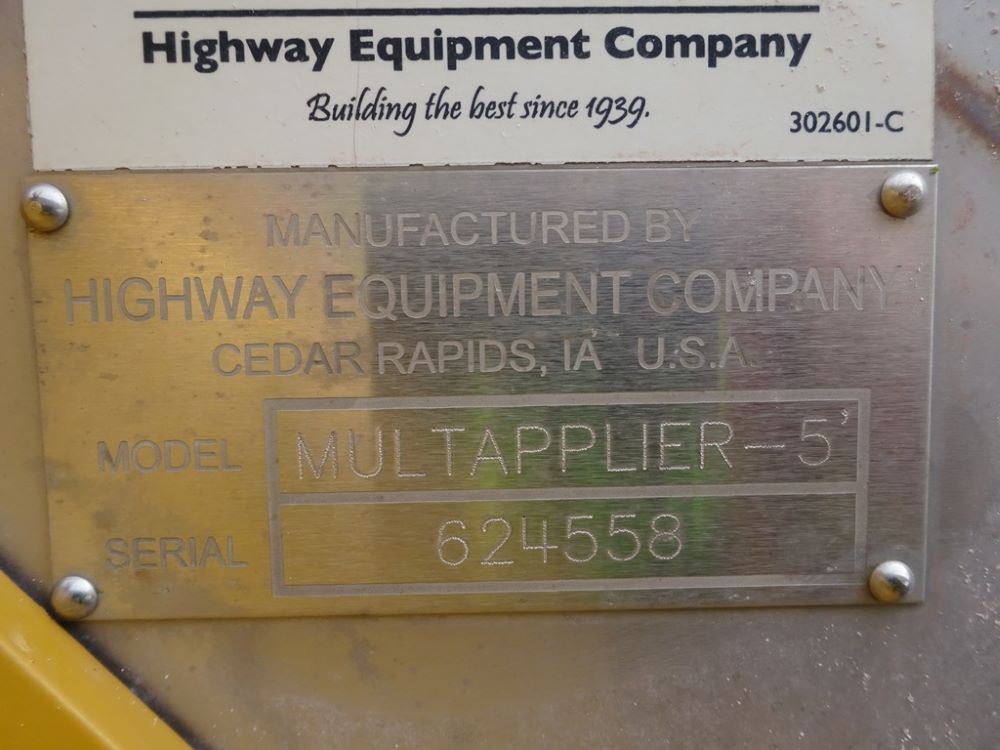 Highway Equipment Company
Building the best since 1939.
302601-C
MANUFACTURED BY
HIGHWAY EQUIPMENT COMPANY
CEDAR RAPIDS, IA U.S.A.
MODEL MULTAPPLIER-5'
SERIAL 624558